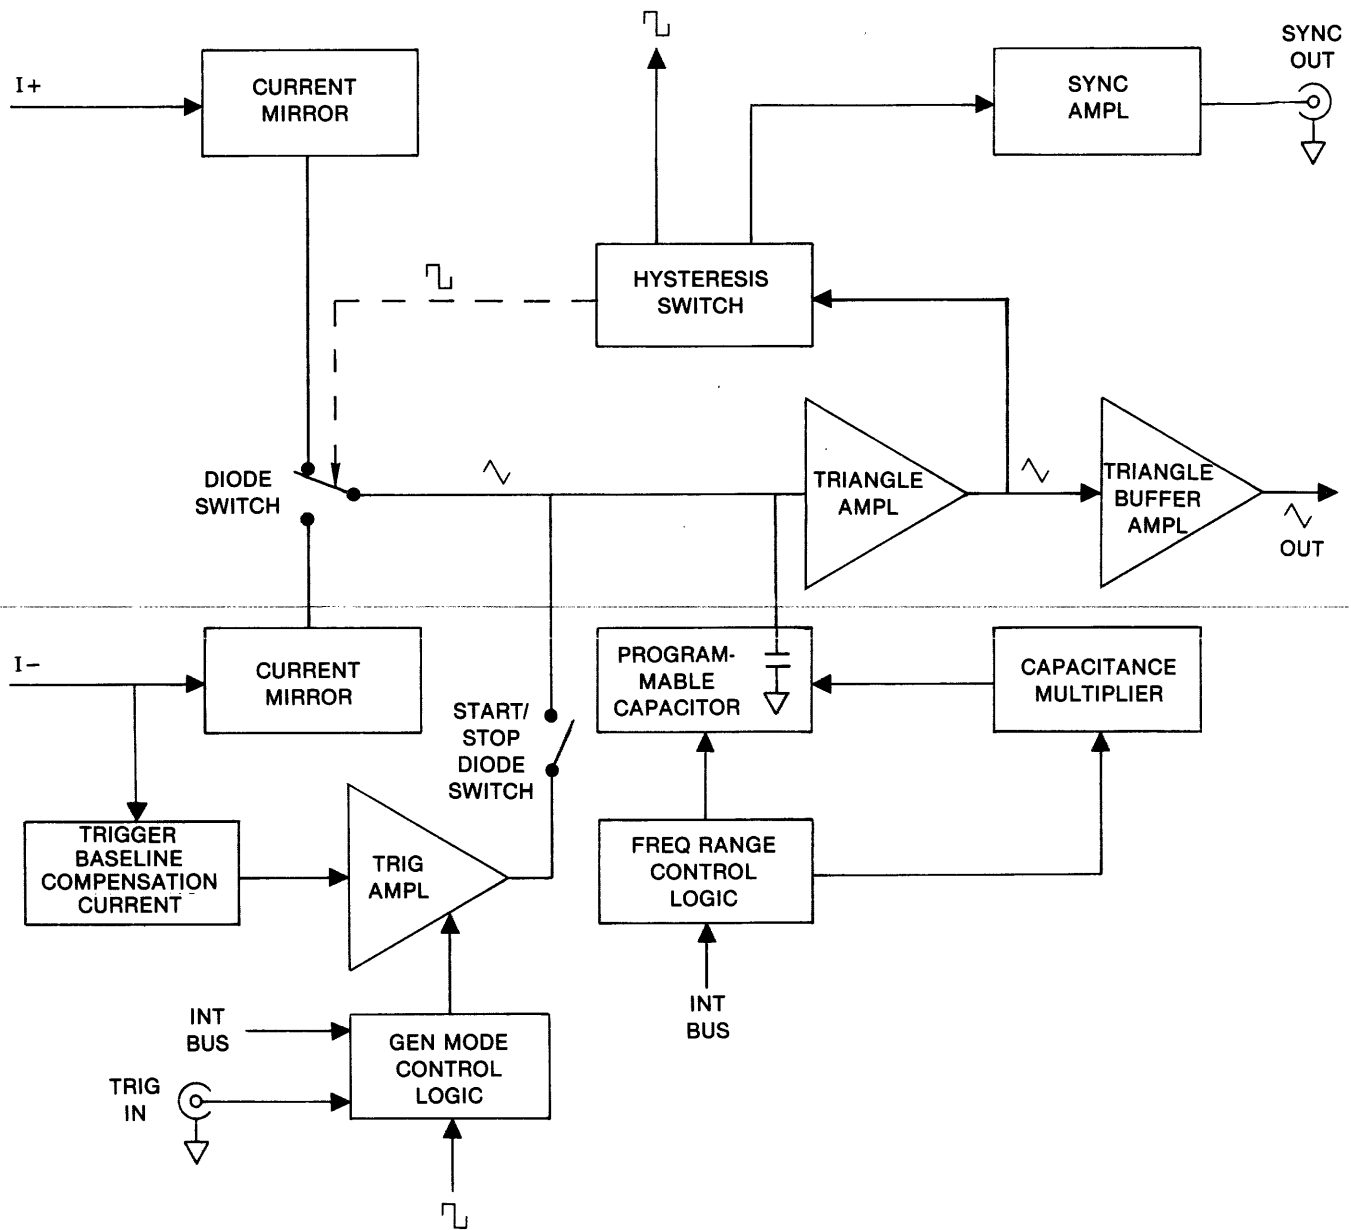 SYNC
OUT
I+
CURRENT
MIRROR
SYNC
AMPL
HYSTERESIS
SWITCH
DIODE
SWITCH
TRIANGLE
AMPL
TRIANGLE
BUFFER
AMPL
OUT
I-
CURRENT
MIRROR
START/
STOP
DIODE
SWITCH
PROGRAM-
MABLE
CAPACITOR
CAPACITANCE
MULTIPLIER
TRIGGER
BASELINE
COMPENSATION
CURRENT
TRIG
AMPL
FREQ RANGE
CONTROL
LOGIC
INT
BUS
INT
BUS
GEN MODE
CONTROL
LOGIC
TRIG
IN